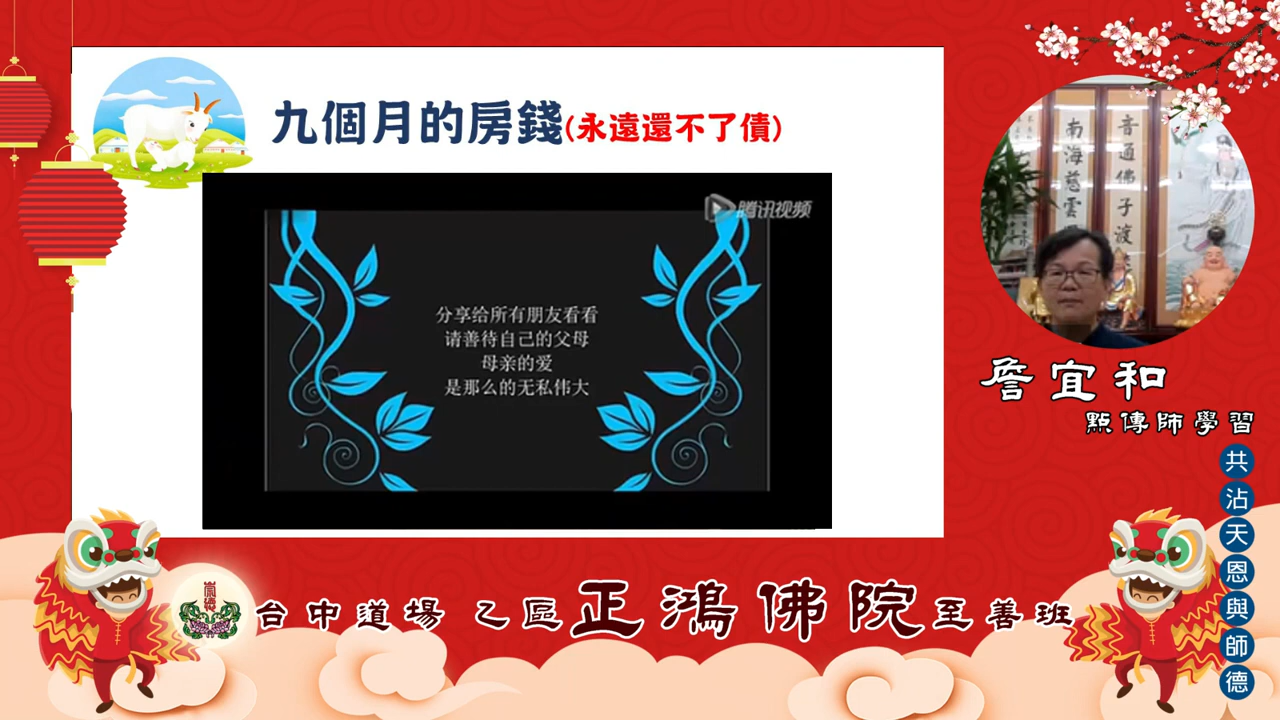 九個月的房錢(永遠還不了債)
腾讯视频
分享给所有朋友看看
请善待自己的父母
母亲的爱
是那么的无私伟大
南海慈雲
音通佛子渡
詹宜和
點傳師學習
共沾天恩與師德
崇德
台中道場 乙區正鴻佛院至善班